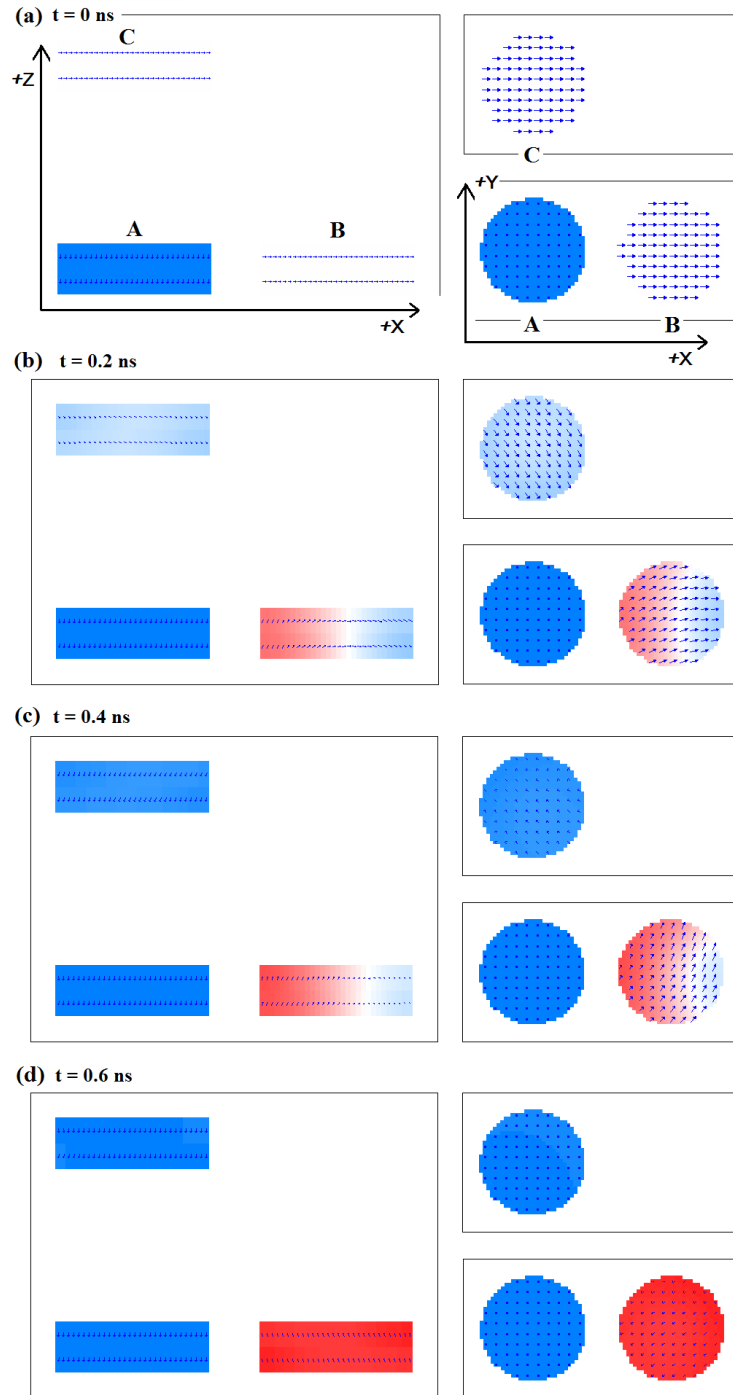 (a) t = 0 ns
C
+Z
A
B
+X
C
+Y
A
B
+X
(b) t = 0.2 ns
(c) t = 0.4 ns
(d) t = 0.6 ns